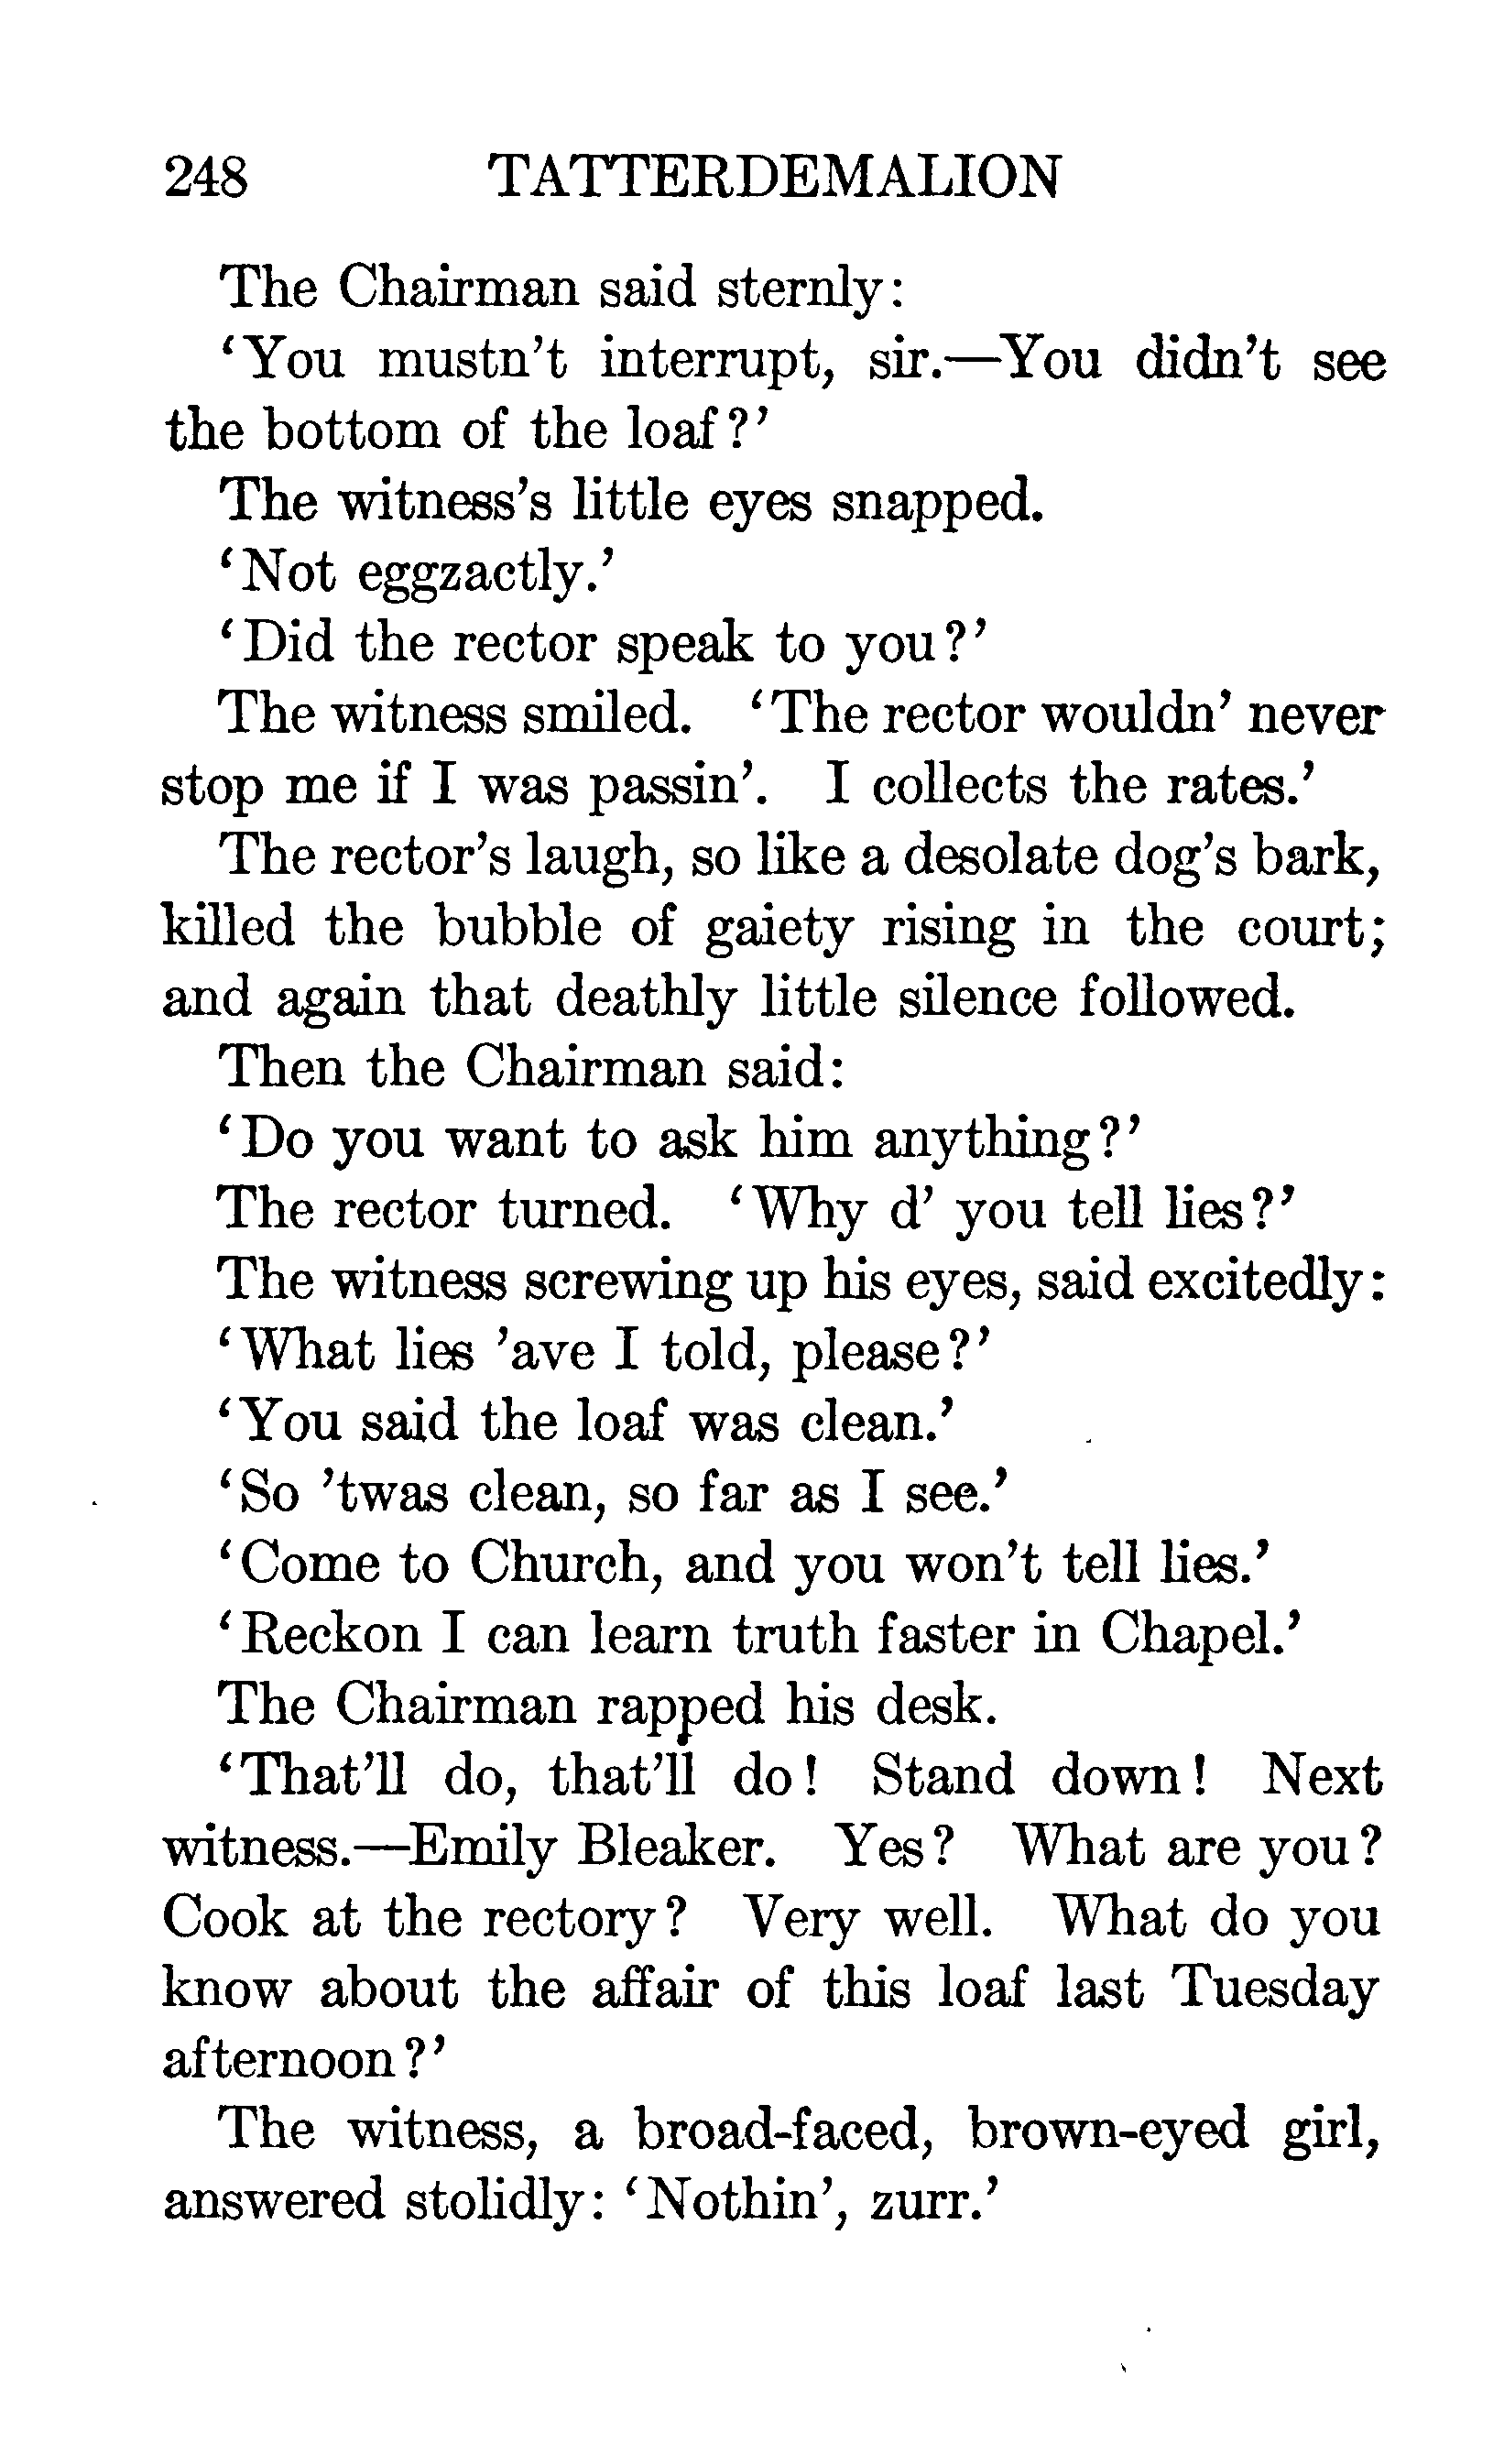 248 TATTERDEMALION
The Chairman said sternly:
‘You mustn’t interrupt, sir.—You didn’t see
the bottom of the loaf?’
The witness’s little eyes snapped.
‘Not eggzactly.’
‘Did the rector speak to you?’
The witness smiled. ‘The rector wouldn’ never
stop me if I was passin’. I collects the rates.’
The rector’s laugh, so like a desolate dog’s bark,
killed the bubble of gaiety rising in the court;
and again that deathly little silence followed.
Then the Chairman said:
‘Do you want to ask him anything?’
The rector turned. ‘Why d’ you tell lies?’
The witness screwing up his eyes, said excitedly:
‘What lies ’ave I told, please?’
‘You said the loaf was clean.’
‘So ’twas clean, so far as I see.’
‘Come to Church, and you won’t tell lies.’
‘Reckon I can learn truth faster in Chapel.’
The Chairman rapped his desk.
‘That’ll do, that’ll do! Stand down! Next
witness.—Emily Bleaker. Yes? What are you?
Cook at the rectory? Very well. What do you
know about the affair of this loaf last Tuesday
afternoon?’
The witness, a broad-faced, brown-eyed girl,
answered stolidly: ‘Nothin’, zurr.’